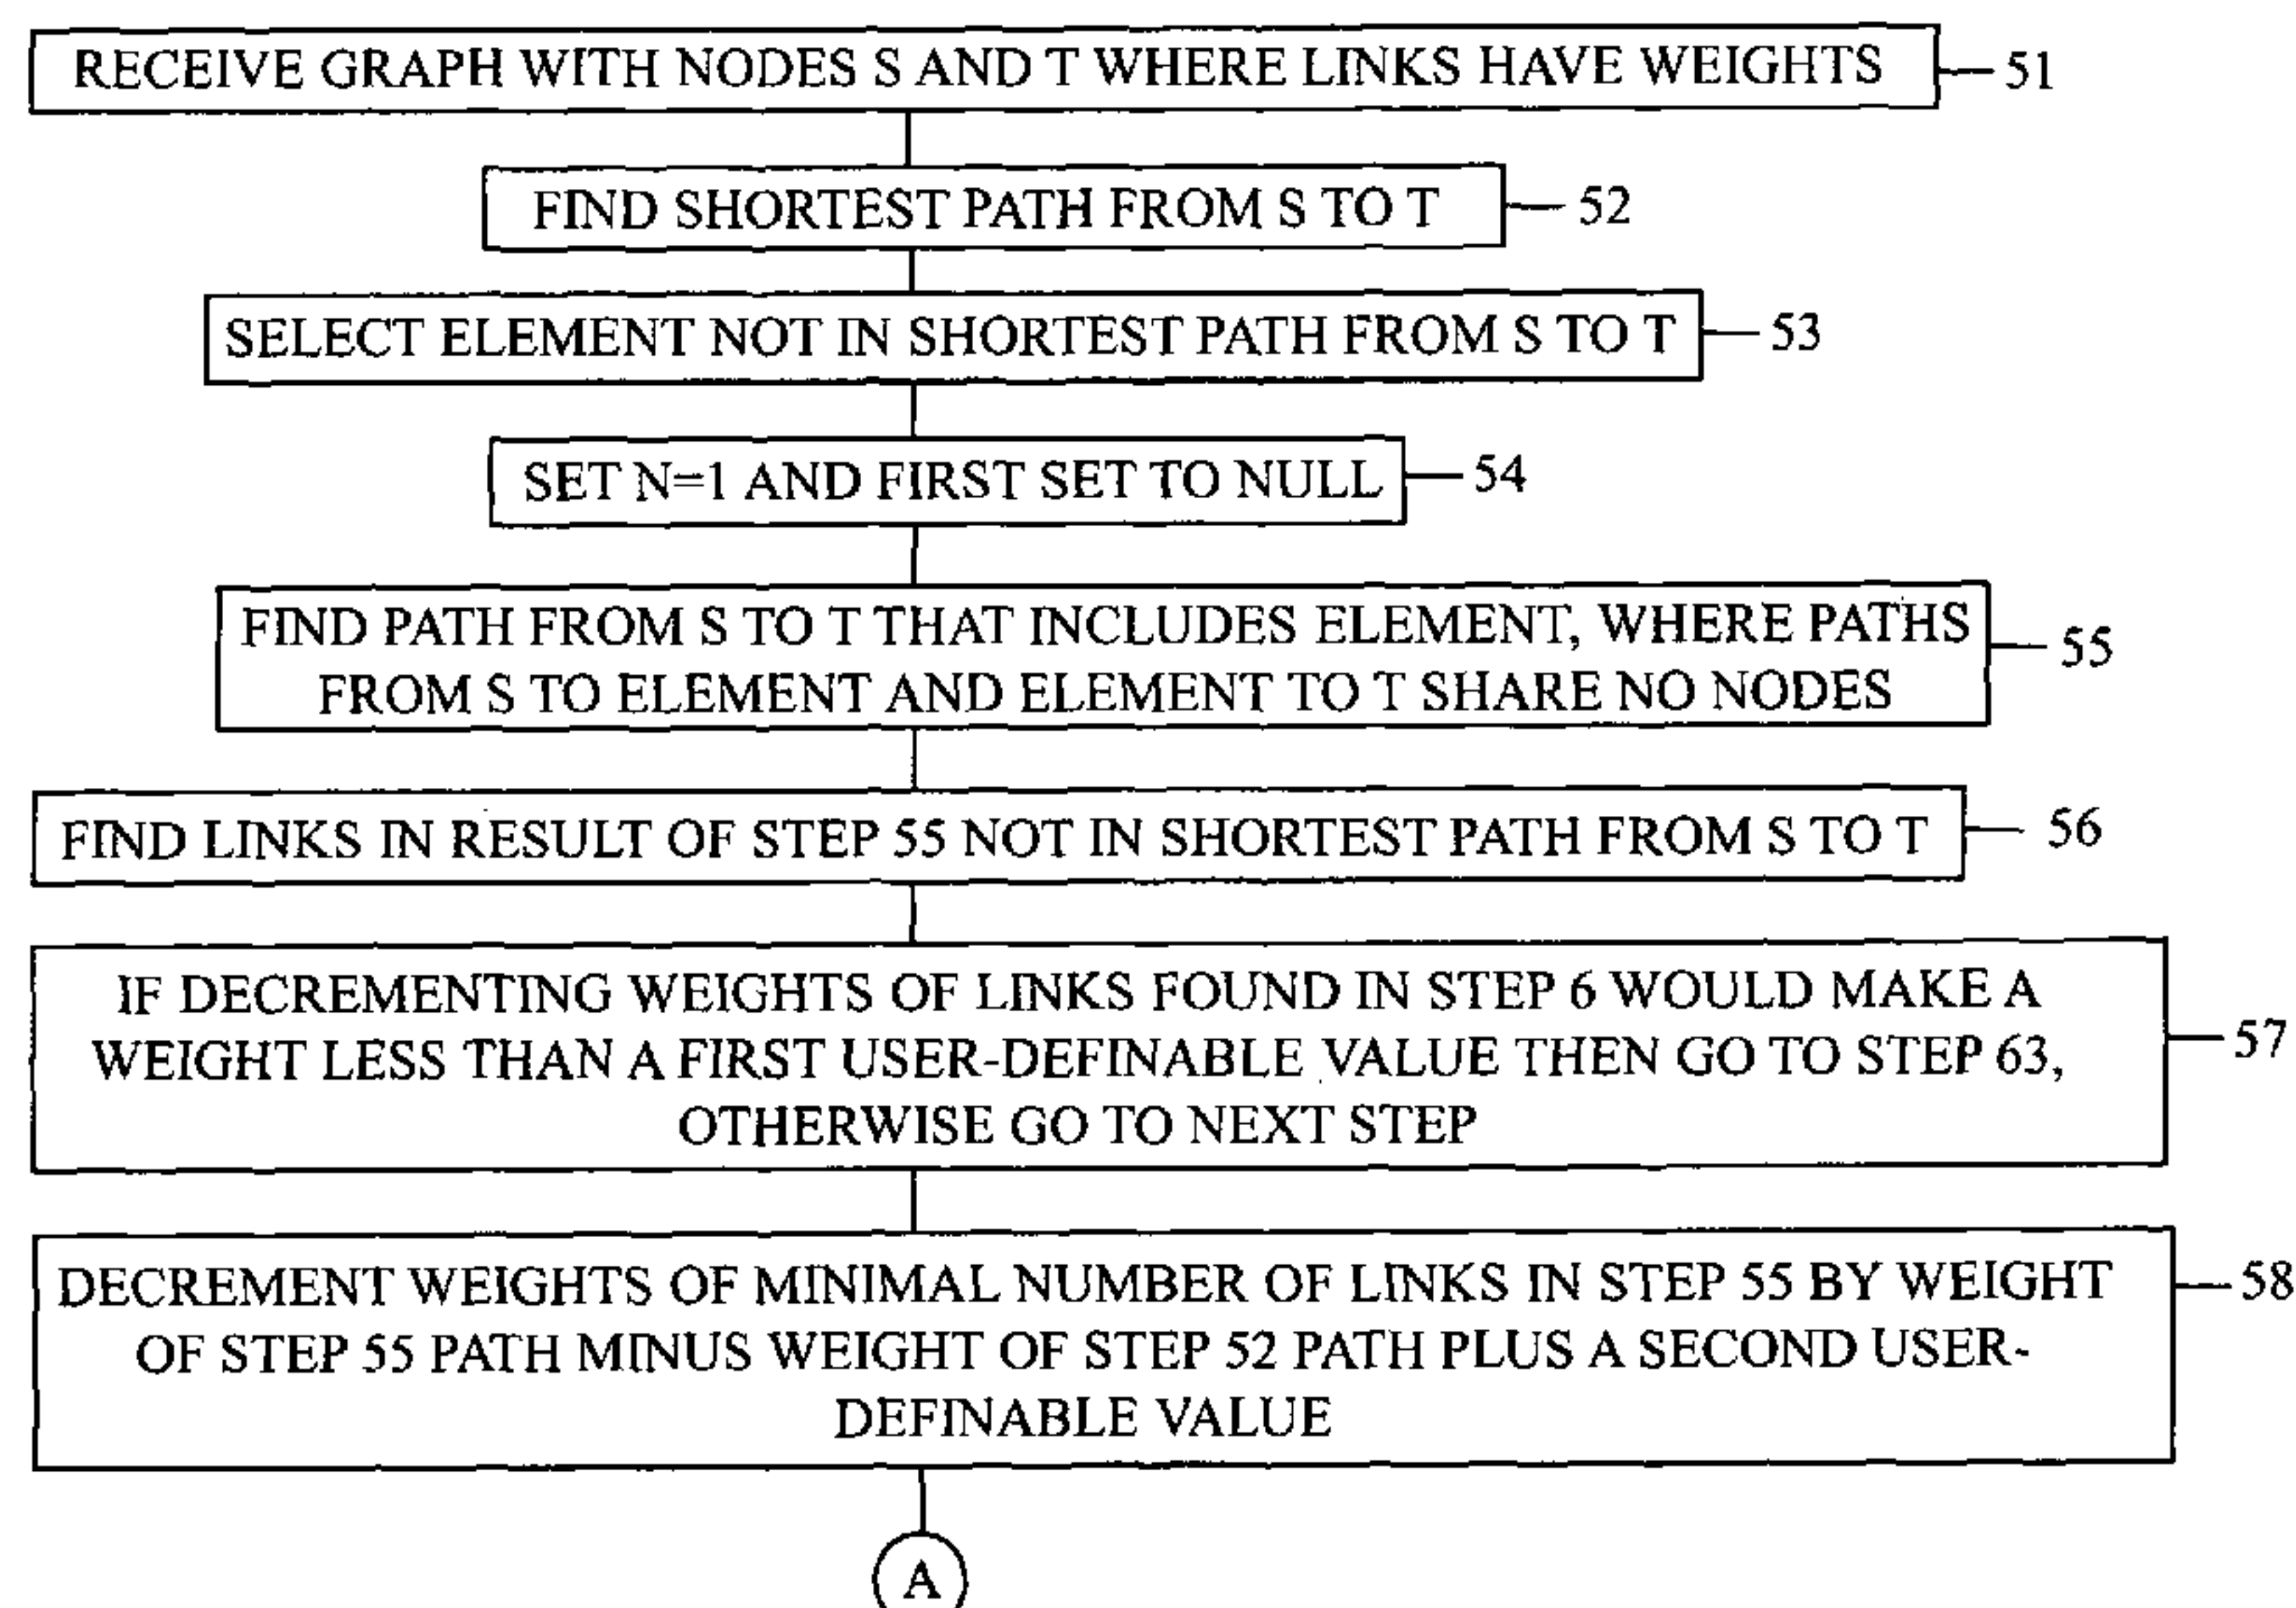 RECEIVE GRAPH WITH NODES S AND T WHERE LINKS HAVE WEIGHTS
51
FIND SHORTEST PATH FROM S TO T
52
SELECT ELEMENT NOT IN SHORTEST PATH FROM S TO T
53
SET N=1 AND FIRST SET TO NULL
54
FIND PATH FROM S TO T THAT INCLUDES ELEMENT, WHERE PATHS
FROM S TO ELEMENT AND ELEMENT TO T SHARE NO NODES
55
FIND LINKS IN RESULT OF STEP 55 NOT IN SHORTEST PATH FROM S TO T
56
IF DECREMENTING WEIGHTS OF LINKS FOUND IN STEP 6 WOULD MAKE A
WEIGHT LESS THAN A FIRST USER-DEFINABLE VALUE THEN GO TO STEP 63,
OTHERWISE GO TO NEXT STEP
57
DECREMENT WEIGHTS OF MINIMAL NUMBER OF LINKS IN STEP 55 BY WEIGHT
OF STEP 55 PATH MINUS WEIGHT OF STEP 52 PATH PLUS A SECOND USER-
DEFINABLE VALUE
58
A